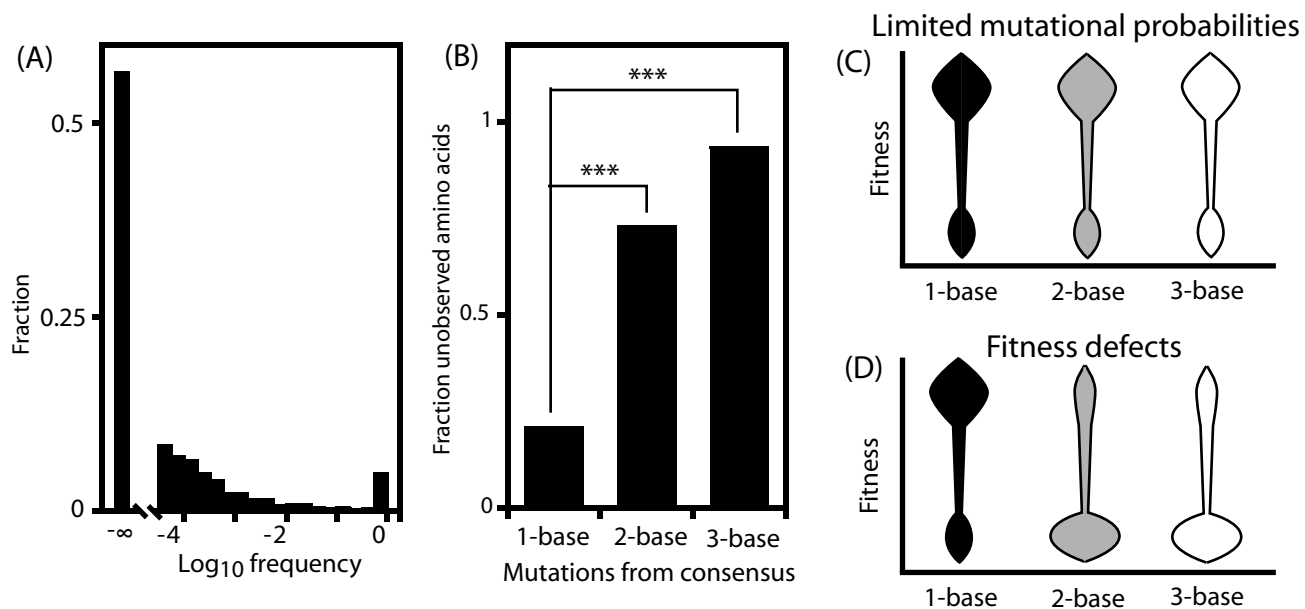 (A)
0.5
0.25
0
Fraction
-∞
-4
-2
0
Log10 frequency
(B)
***
***
1
0.5
0
Fraction unobserved amino acids
1-base
2-base
3-base
Mutations from consensus
Limited mutational probabilities
(C)
Fitness
1-base
2-base
3-base
Fitness defects
(D)
Fitness
1-base
2-base
3-base